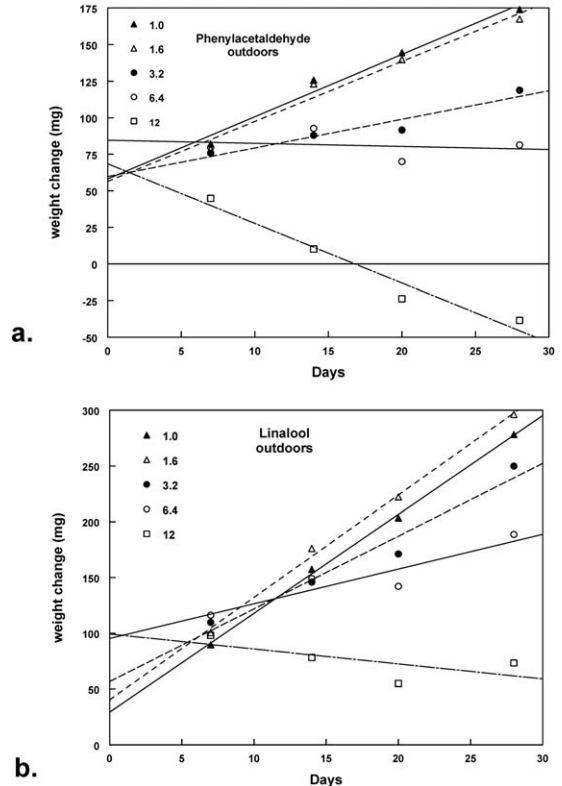 175
150
125
100
75
50
25
0
-25
-50
weight change (mg)
Phenylacetaldehyde
outdoors
1.0
1.6
3.2
6.4
12
0 5 10 15 20 25 30
Days
a.
300
250
200
150
100
50
0
weight change (mg)
Linalool
outdoors
1.0
1.6
3.2
6.4
12
0 5 10 15 20 25 30
Days
b.